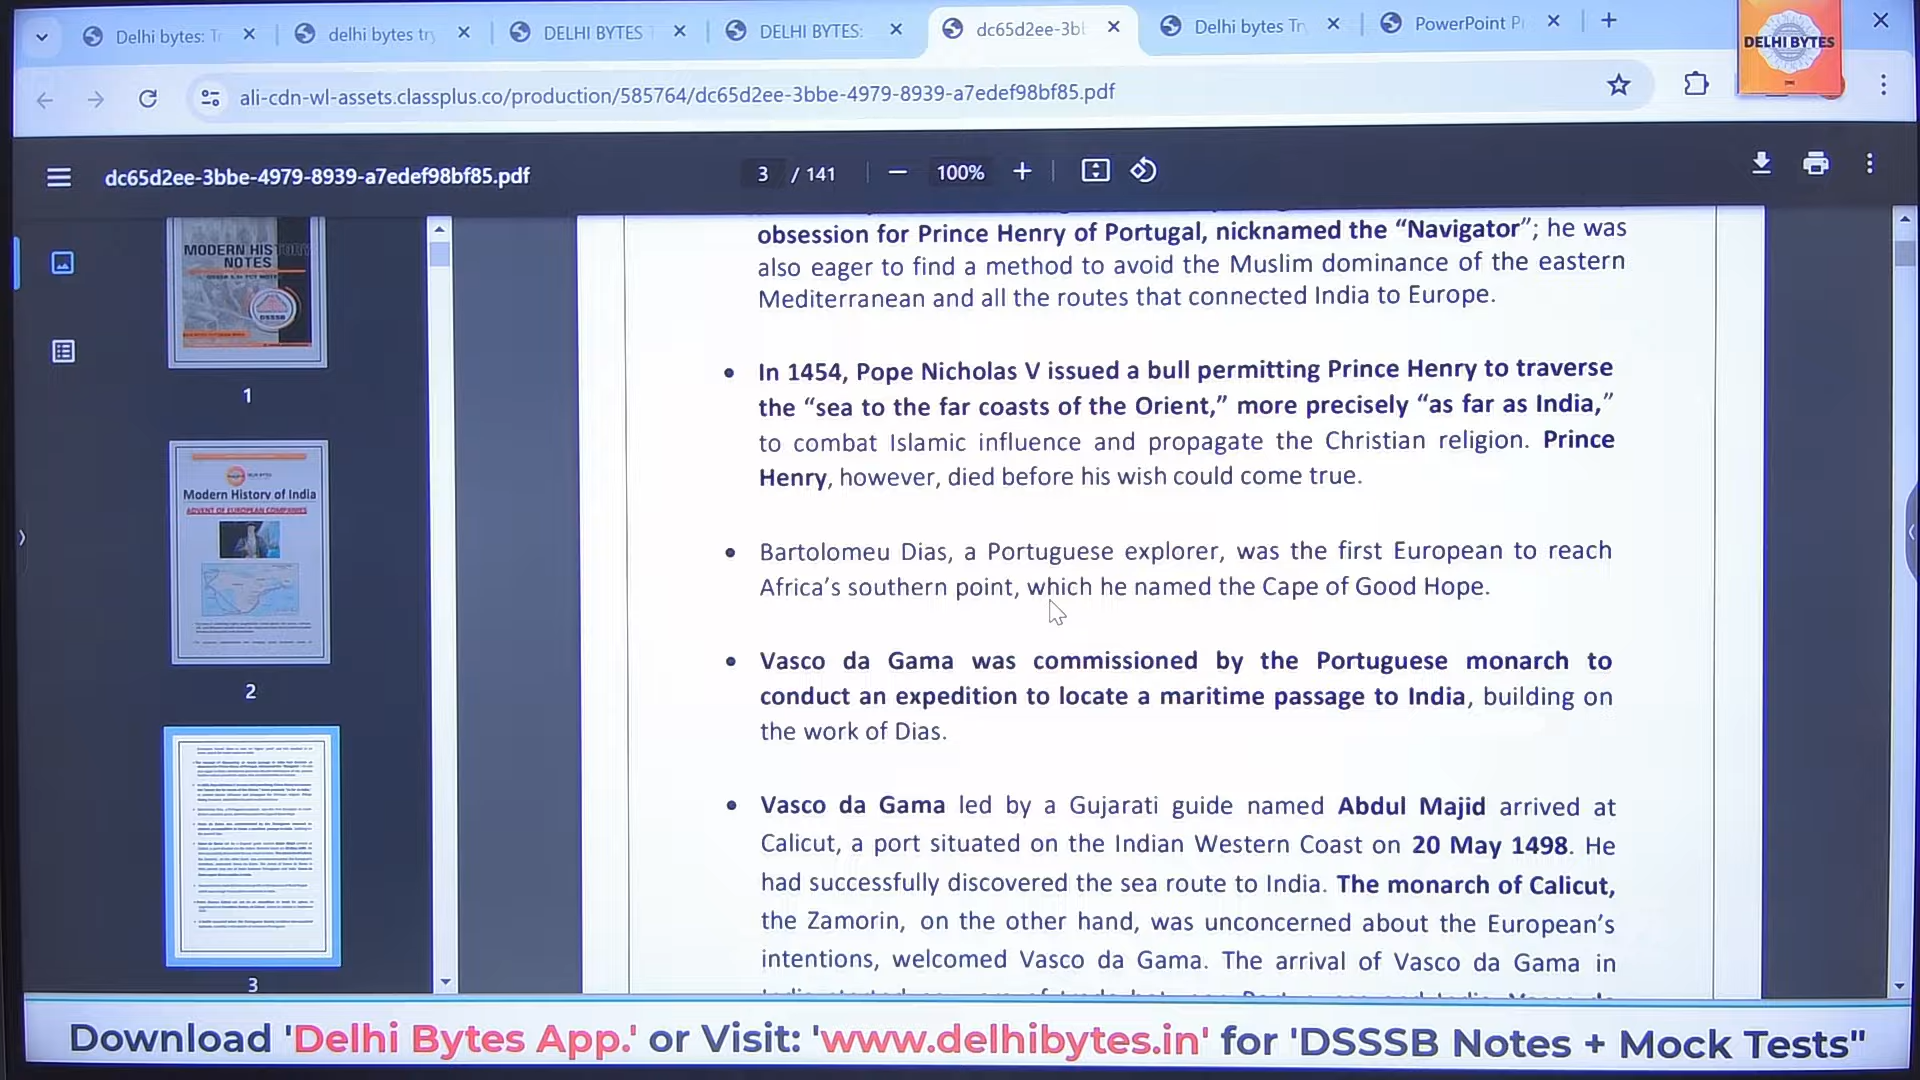 Delhi bytes: Tr
delhi bytes try
DELHI BYTES T
DELHI BYTES:
dc65d2ee-3bb
Delhi bytes Try
PowerPoint Pr
DELHI BYTES
ali-cdn-wl-assets.classplus.co/production/585764/dc65d2ee-3bbe-4979-8939-a7edef98bf85.pdf
dc65d2ee-3bbe-4979-8939-a7edef98bf85.pdf
3 / 141
100%
MODERN HISTORY
NOTES
DSSSB
1
Modern History of India
ADVENT OF EUROPEAN COMPANIES
2
3
obsession for Prince Henry of Portugal, nicknamed the “Navigator”; he was
also eager to find a method to avoid the Muslim dominance of the eastern
Mediterranean and all the routes that connected India to Europe.
• In 1454, Pope Nicholas V issued a bull permitting Prince Henry to traverse
the “sea to the far coasts of the Orient,” more precisely “as far as India,”
to combat Islamic influence and propagate the Christian religion. Prince
Henry, however, died before his wish could come true.
• Bartolomeu Dias, a Portuguese explorer, was the first European to reach
Africa’s southern point, which he named the Cape of Good Hope.
• Vasco da Gama was commissioned by the Portuguese monarch to
conduct an expedition to locate a maritime passage to India, building on
the work of Dias.
• Vasco da Gama led by a Gujarati guide named Abdul Majid arrived at
Calicut, a port situated on the Indian Western Coast on 20 May 1498. He
had successfully discovered the sea route to India. The monarch of Calicut,
the Zamorin, on the other hand, was unconcerned about the European’s
intentions, welcomed Vasco da Gama. The arrival of Vasco da Gama in
Download 'Delhi Bytes App.' or Visit: 'www.delhibytes.in' for 'DSSSB Notes + Mock Tests"